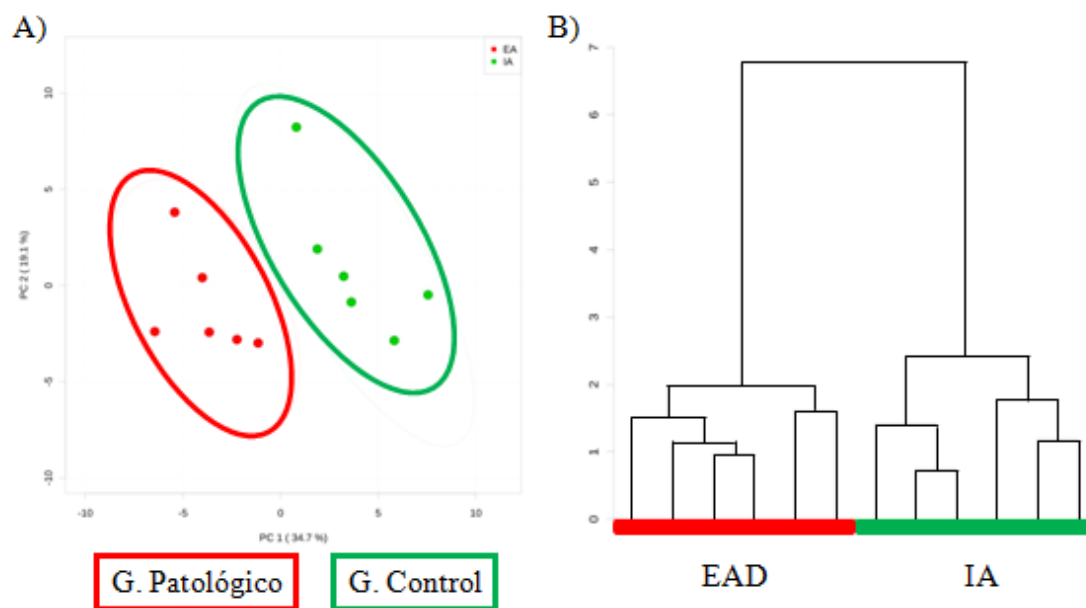 A)
EA
IA
10
5
0
-5
-10
PC 2 ( 19.1 %)
-10
-5
0
5
10
PC 1 ( 34.7 %)
G. Patológico
G. Control
B)
7
6
5
4
3
2
1
0
EAD
IA